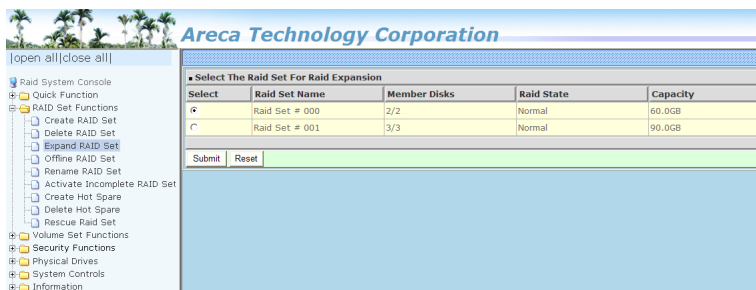 Areca Technology Corporation
|open all|close all|
Raid System Console
Quick Function
RAID Set Functions
Create RAID Set
Delete RAID Set
Expand RAID Set
Offline RAID Set
Rename RAID Set
Activate Incomplete RAID Set
Create Hot Spare
Delete Hot Spare
Rescue Raid Set
Volume Set Functions
Security Functions
Physical Drives
System Controls
Information
Select The Raid Set For Raid Expansion
Select Raid Set Name Member Disks Raid State Capacity
Raid Set # 000 2/2 Normal 60.0GB
Raid Set # 001 3/3 Normal 90.0GB
Submit Reset